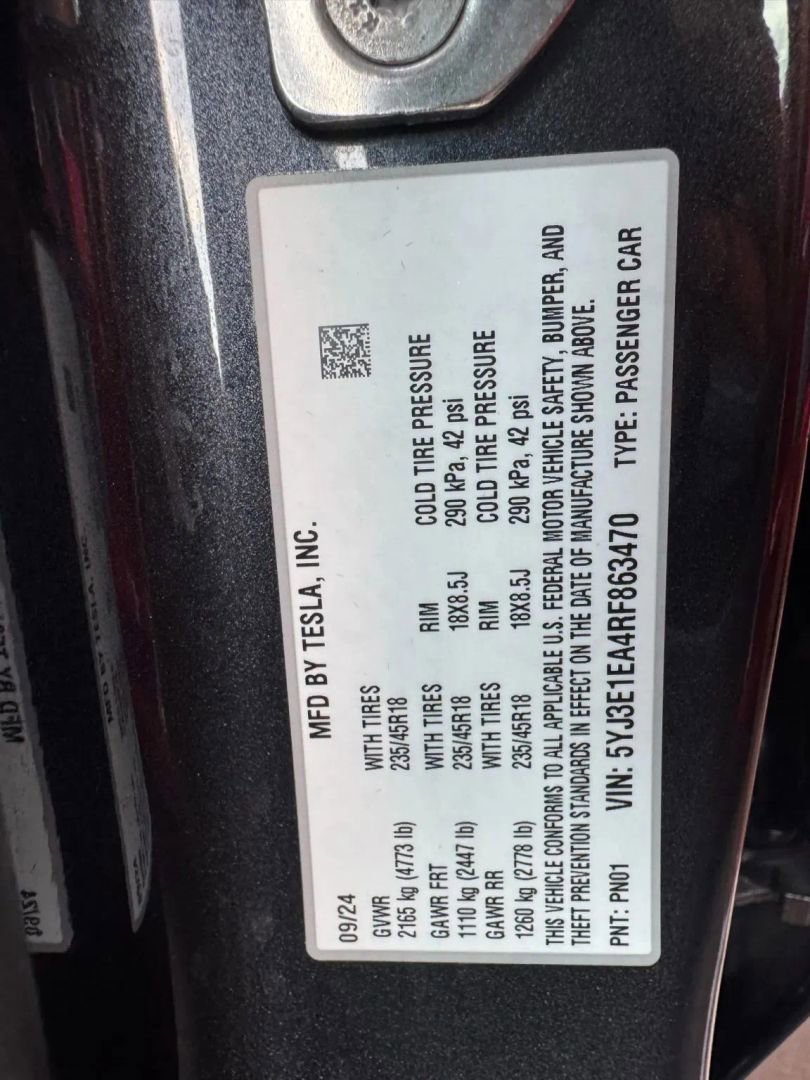 MFD BY TESLA, INC.
09/24
GVWR WITH TIRES
2165 kg (4773 lb) 235/45R18
GAWR FRT WITH TIRES RIM COLD TIRE PRESSURE
1110 kg (2447 lb) 235/45R18 18X8.5J 290 kPa, 42 psi
GAWR RR WITH TIRES RIM COLD TIRE PRESSURE
1260 kg (2778 lb) 235/45R18 18X8.5J 290 kPa, 42 psi
THIS VEHICLE CONFORMS TO ALL APPLICABLE U.S. FEDERAL MOTOR VEHICLE SAFETY, BUMPER, AND
THEFT PREVENTION STANDARDS IN EFFECT ON THE DATE OF MANUFACTURE SHOWN ABOVE.
PNT: PN01 VIN: 5YJ3E1EA4RF863470 TYPE: PASSENGER CAR
MFD BY TESLA, INC.